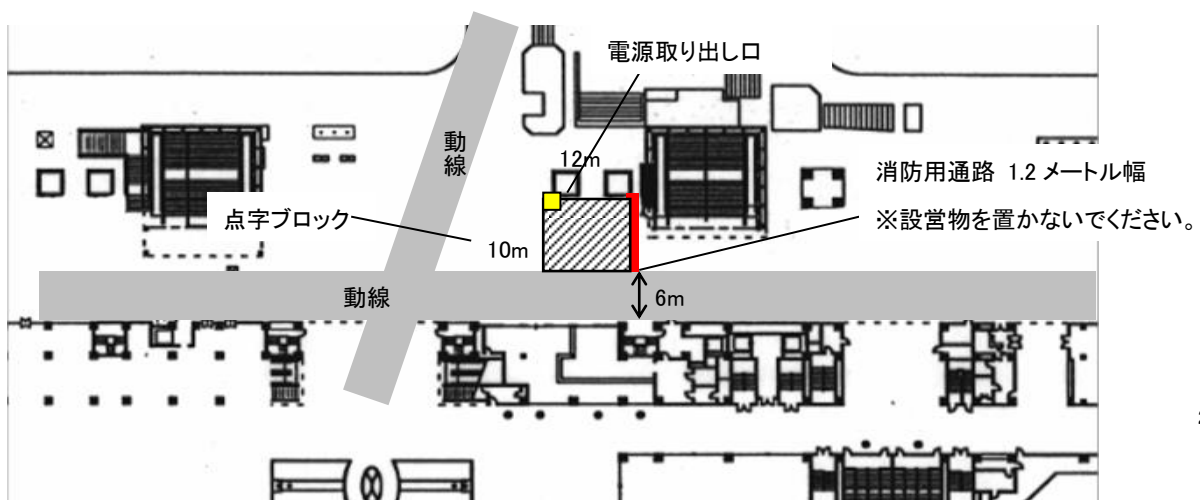 電源取り出し口
動線
12m
消防用通路 1.2 メートル幅
※設営物を置かないでください。
点字ブロック
10m
動線
6m